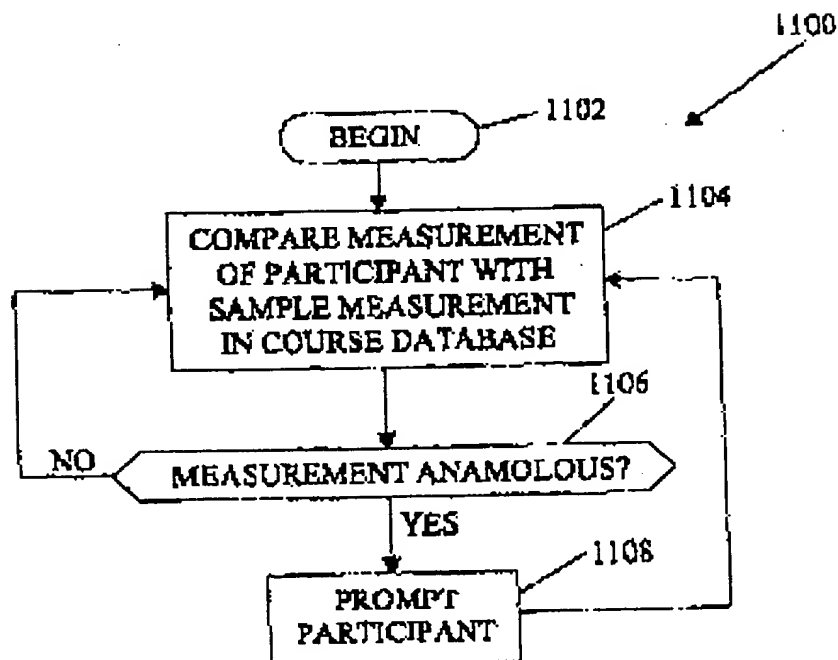 1100
BEGIN
1102
1104
COMPARE MEASUREMENT
OF PARTICIPANT WITH
SAMPLE MEASUREMENT
IN COURSE DATABASE
1106
NO
MEASUREMENT ANAMOLOUS?
YES
1108
PROMPT
PARTICIPANT